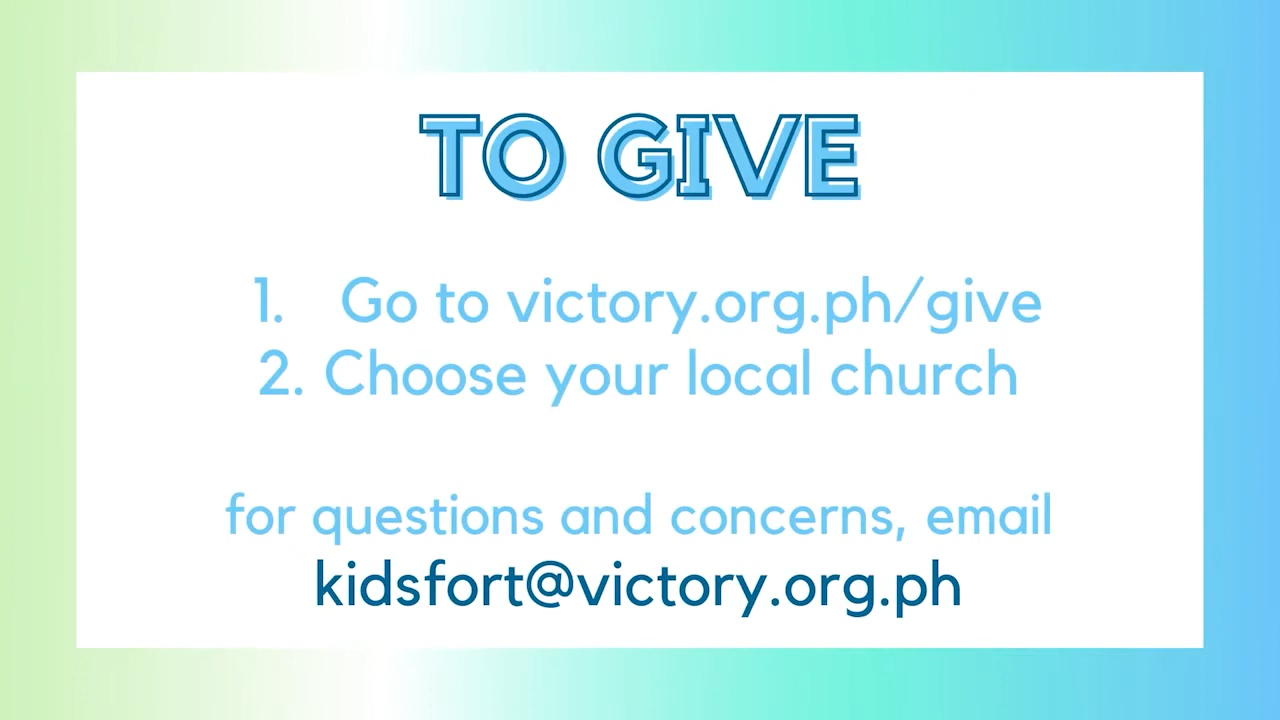 TO GIVE
1. Go to victory.org.ph/give
2. Choose your local church
for questions and concerns, email
kidsfort@victory.org.ph